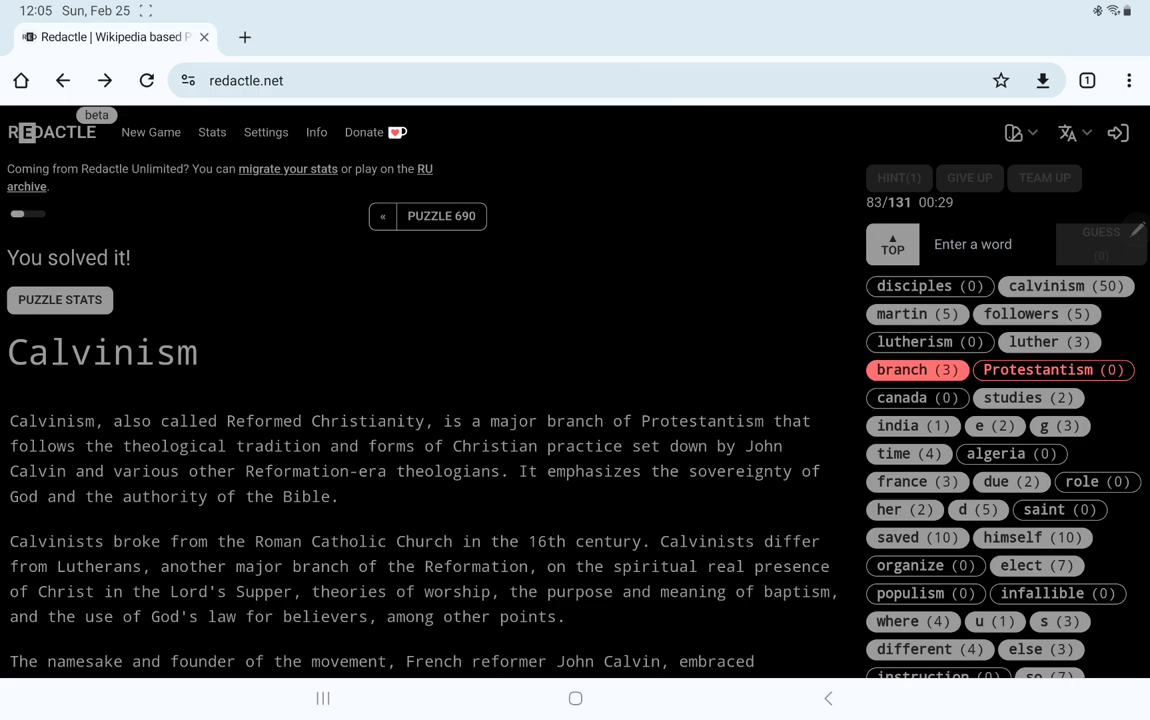 12:05 Sun, Feb 25
Redactle | Wikipedia based P
redactle.net
1
beta
REDACTLE New Game Stats Settings Info Donate
Coming from Redactle Unlimited? You can migrate your stats or play on the RU
archive.
« PUZZLE 690
You solved it!
PUZZLE STATS
Calvinism
Calvinism, also called Reformed Christianity, is a major branch of Protestantism that
follows the theological tradition and forms of Christian practice set down by John
Calvin and various other Reformation-era theologians. It emphasizes the sovereignty of
God and the authority of the Bible.
Calvinists broke from the Roman Catholic Church in the 16th century. Calvinists differ
from Lutherans, another major branch of the Reformation, on the spiritual real presence
of Christ in the Lord's Supper, theories of worship, the purpose and meaning of baptism,
and the use of God's law for believers, among other points.
The namesake and founder of the movement, French reformer John Calvin, embraced
HINT(1) GIVE UP TEAM UP
83/131 00:29
▲
TOP
Enter a word
GUESS
(0)
disciples (0) calvinism (50)
martin (5) followers (5)
lutherism (0) luther (3)
branch (3) Protestantism (0)
canada (0) studies (2)
india (1) e (2) g (3)
time (4) algeria (0)
france (3) due (2) role (0)
her (2) d (5) saint (0)
saved (10) himself (10)
organize (0) elect (7)
populism (0) infallible (0)
where (4) u (1) s (3)
different (4) else (3)
instruction (0) so (7)